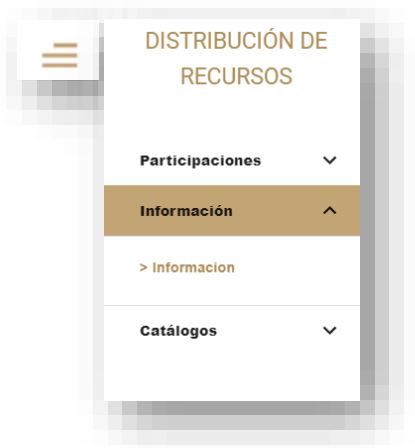 DISTRIBUCIÓN DE
RECURSOS
Participaciones
Información
> Informacion
Catálogos